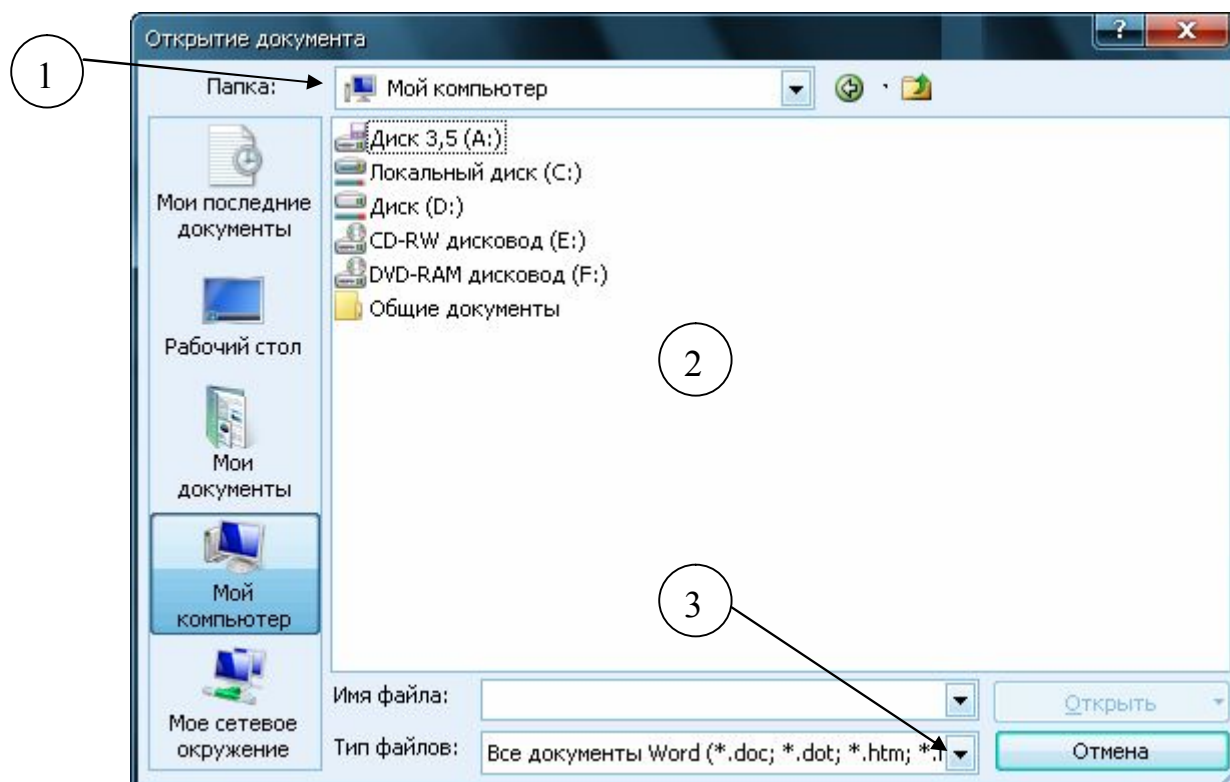 Открытие документа
?
X
1
Папка:
Мой компьютер
Мои последние
документы
Рабочий стол
Мои
документы
Мой
компьютер
Мое сетевое
окружение
Диск 3,5 (A:)
Локальный диск (C:)
Диск (D:)
CD-RW дисковод (E:)
DVD-RAM дисковод (F:)
Общие документы
2
3
Имя файла:
Открыть
Тип файлов:
Все документы Word (*.doc; *.dot; *.htm; *.
Отмена